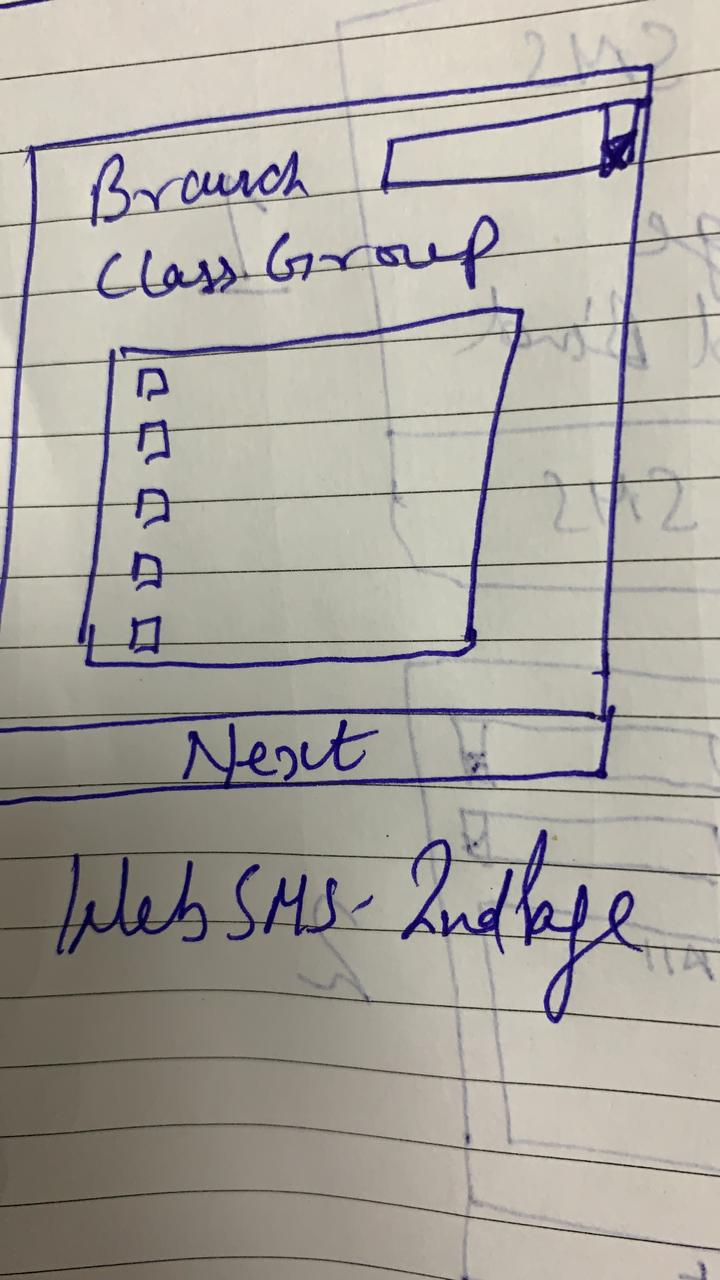 Branch
Class Group
Next
Web SMS - 2nd Page